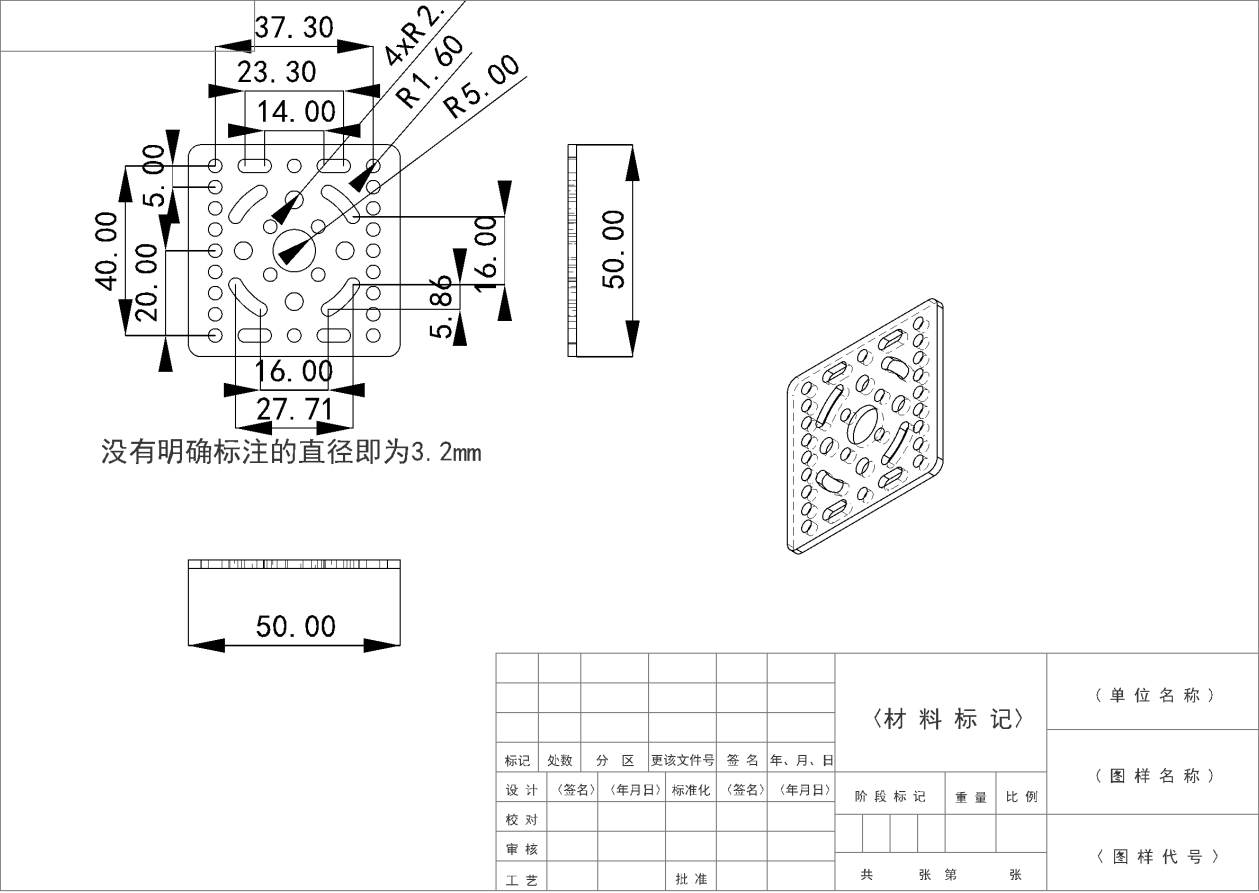 37.30
23.30
14.00
4xR2.
R1.60
R5.00
5.00
40.00
20.00
16.00
5.86
50.00
16.00
27.71
没有明确标注的直径即为3.2mm
50.00
〈材 料 标 记〉
（ 单 位 名 称 ）
标记 处数 分 区 更该文件号 签 名 年、月、日
（ 图 样 名 称 ）
设 计 〈签名〉 〈年月日〉 标准化 〈签名〉 〈年月日〉
阶 段 标 记 重 量 比 例
校 对
审 核
〈 图 样 代 号 〉
工 艺 批 准
共 张 第 张